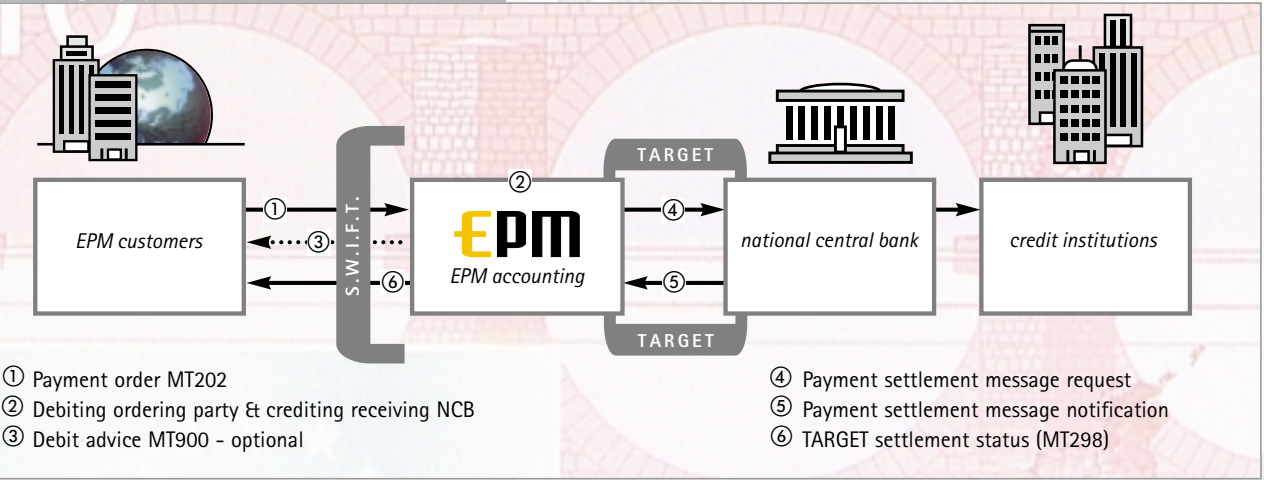 TARGET
② 
① ④
EPM
EPM customers
③
S.W.I.F.T.
national central bank
credit institutions
EPM accounting
⑥ ⑤
TARGET
① Payment order MT202
② Debiting ordering party & crediting receiving NCB
③ Debit advice MT900 - optional
④ Payment settlement message request
⑤ Payment settlement message notification
⑥ TARGET settlement status (MT298)